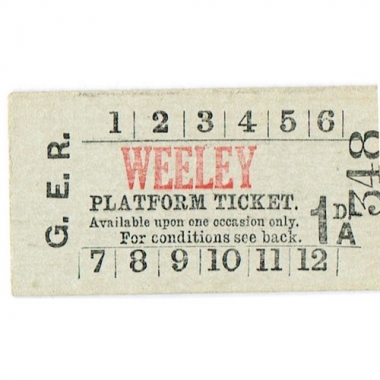 G. E. R.
1 2 3 4 5 6
WEELEY
PLATFORM TICKET.
Available upon one occasion only.
For conditions see back.
1D
A
7 8 9 10 11 12
348